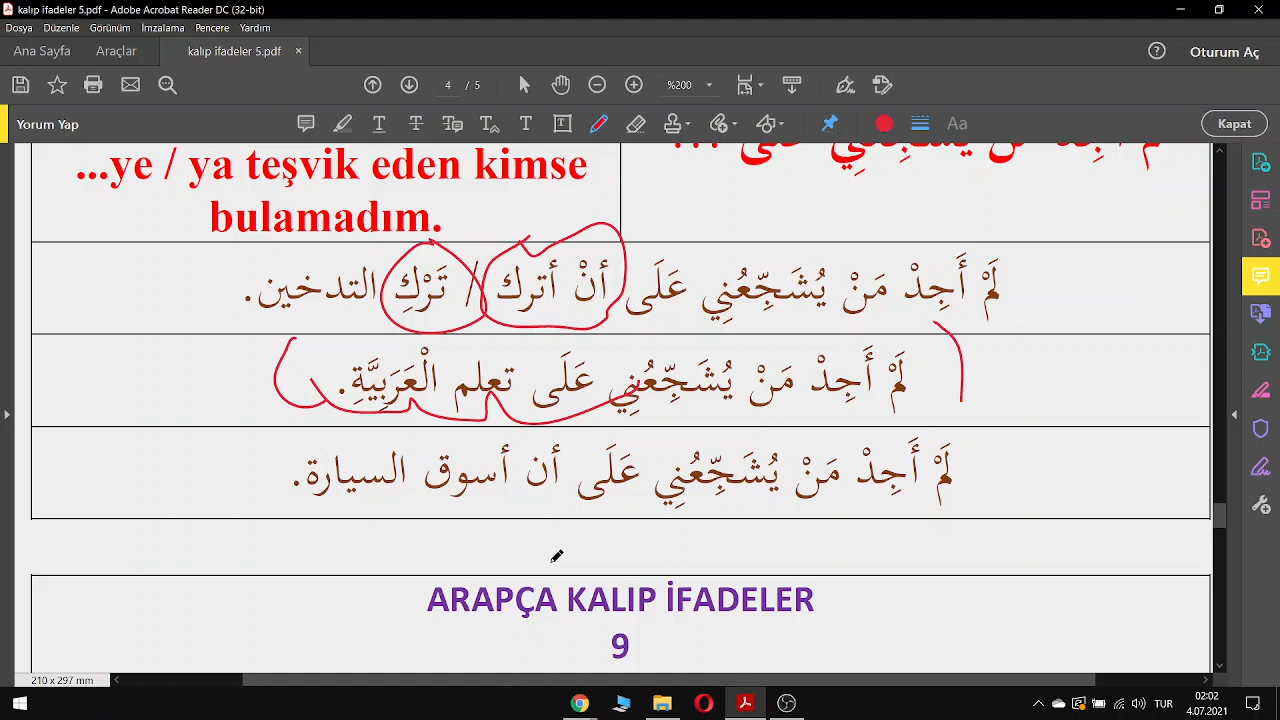 kalıp ifadeler 5.pdf - Adobe Acrobat Reader DC (32-bit)
Dosya Düzenle Görünüm İmzalama Pencere Yardım
Ana Sayfa Araçlar kalıp ifadeler 5.pdf × Oturum Aç
4 / 5 %200
Yorum Yap Aa Kapat
لَمْ أَجِدْ مَنْ يُشَجِّعُنِي عَلَى ...
...ye / ya teşvik eden kimse
bulamadım.
لَمْ أَجِدْ مَنْ يُشَجِّعُنِي عَلَى أنْ أترك / تَرْكِ التدخين.
لَمْ أَجِدْ مَنْ يُشَجِّعُنِي عَلَى تعلم الْعَرَبِيَّةِ.
لَمْ أَجِدْ مَنْ يُشَجِّعُنِي عَلَى أن أسوق السيارة.
ARAPÇA KALIP İFADELER
9
210 x 297 mm
TUR 02:02
4.07.2021